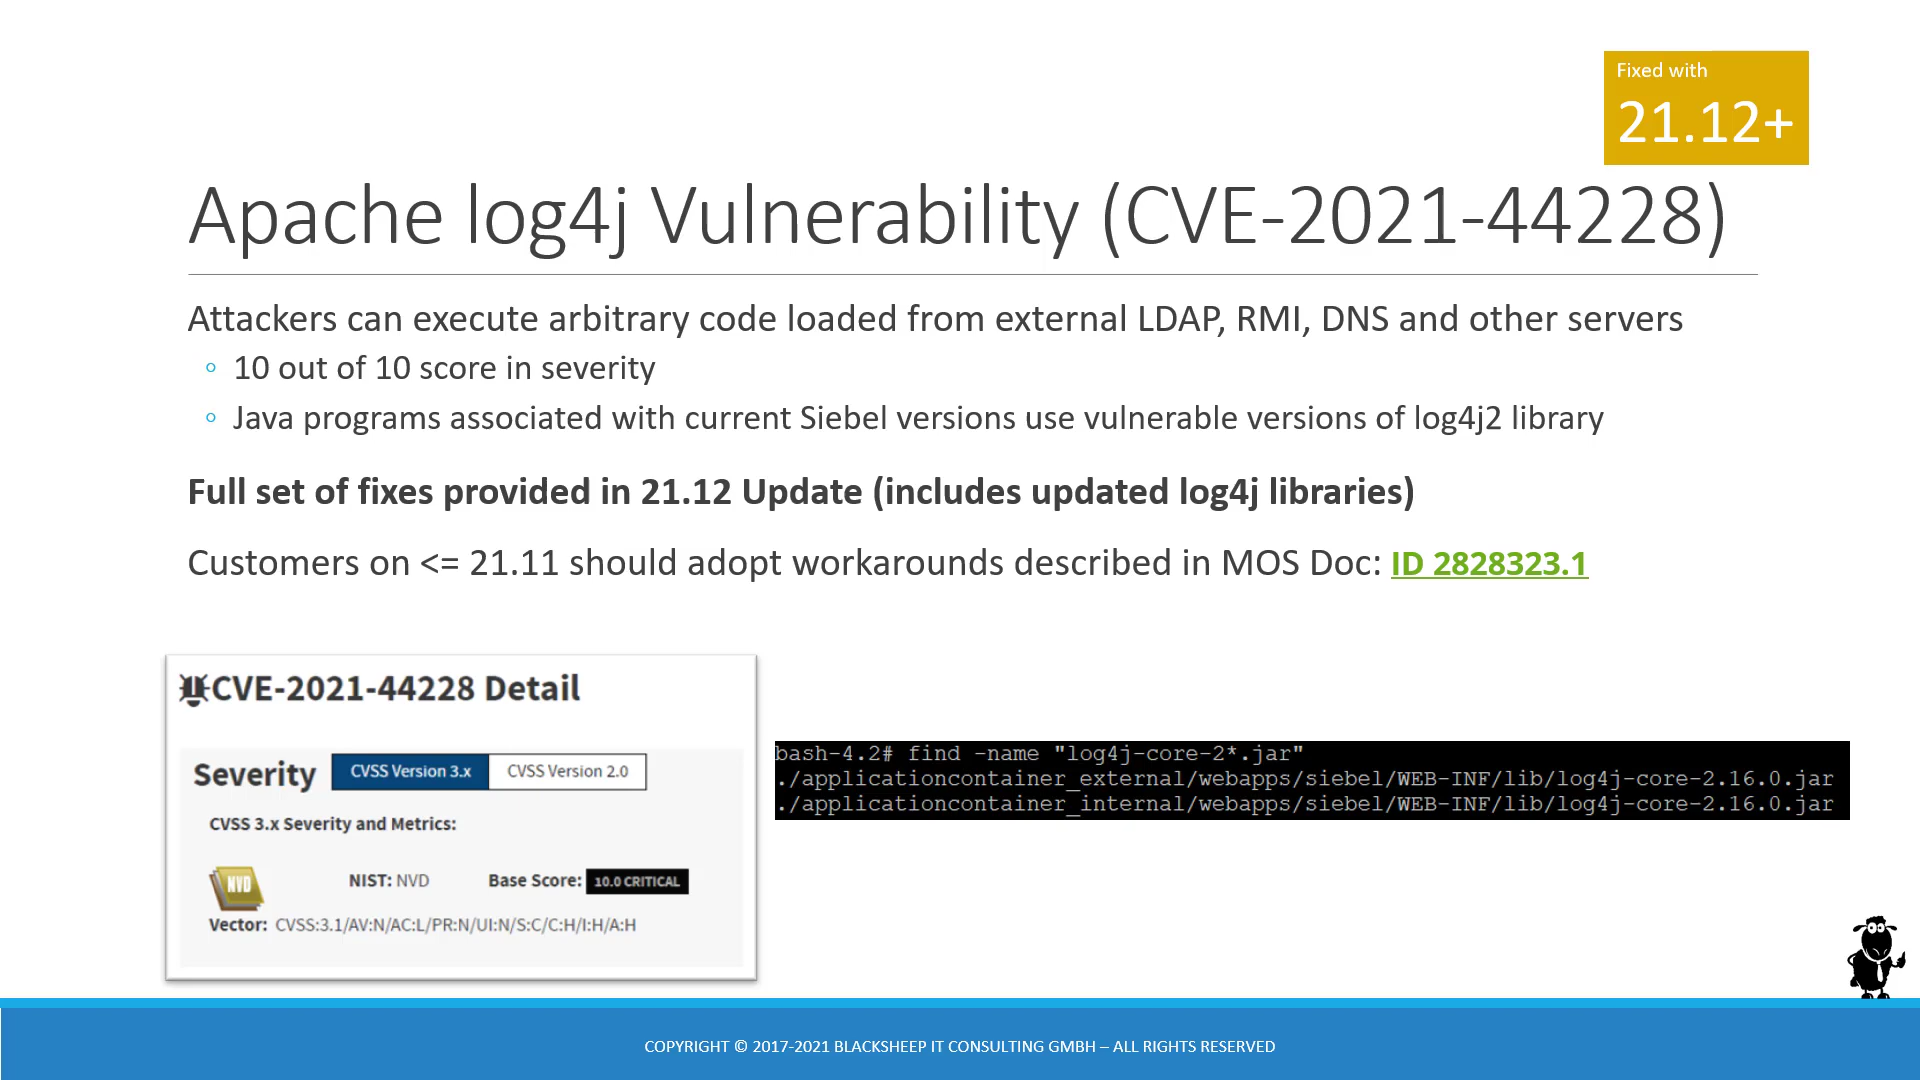 Fixed with
21.12+
Apache log4j Vulnerability (CVE-2021-44228)
Attackers can execute arbitrary code loaded from external LDAP, RMI, DNS and other servers
◦ 10 out of 10 score in severity
◦ Java programs associated with current Siebel versions use vulnerable versions of log4j2 library
Full set of fixes provided in 21.12 Update (includes updated log4j libraries)
Customers on <= 21.11 should adopt workarounds described in MOS Doc: ID 2828323.1
CVE-2021-44228 Detail
Severity CVSS Version 3.x CVSS Version 2.0
CVSS 3.x Severity and Metrics:
NVD NIST: NVD Base Score: 10.0 CRITICAL
Vector: CVSS:3.1/AV:N/AC:L/PR:N/UI:N/S:C/C:H/I:H/A:H
bash-4.2# find -name "log4j-core-2*.jar"
./applicationcontainer_external/webapps/siebel/WEB-INF/lib/log4j-core-2.16.0.jar
./applicationcontainer_internal/webapps/siebel/WEB-INF/lib/log4j-core-2.16.0.jar
COPYRIGHT © 2017-2021 BLACKSHEEP IT CONSULTING GMBH – ALL RIGHTS RESERVED